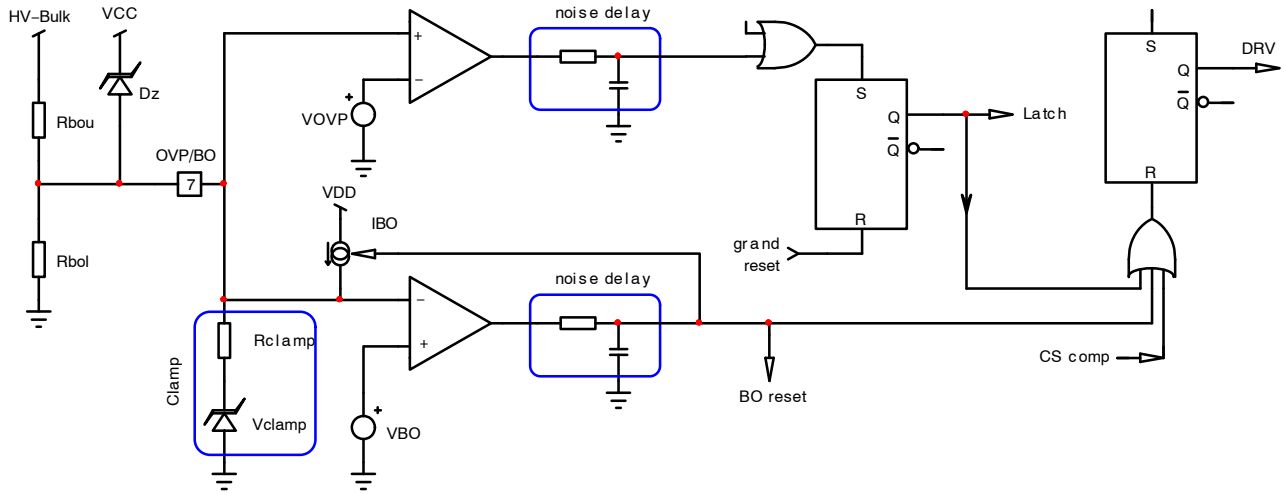 HV–Bulk
VCC
noise delay
S
DRV
Dz
Rbou
VOVP
S
Q
Q
Q
Latch
Q
OVP/BO
7
VDD
IBO
R
R
grand
reset
Rbol
noise delay
Clamp
Rclamp
Vclamp
VBO
CS comp
BO reset
+
−
+
−
+
+